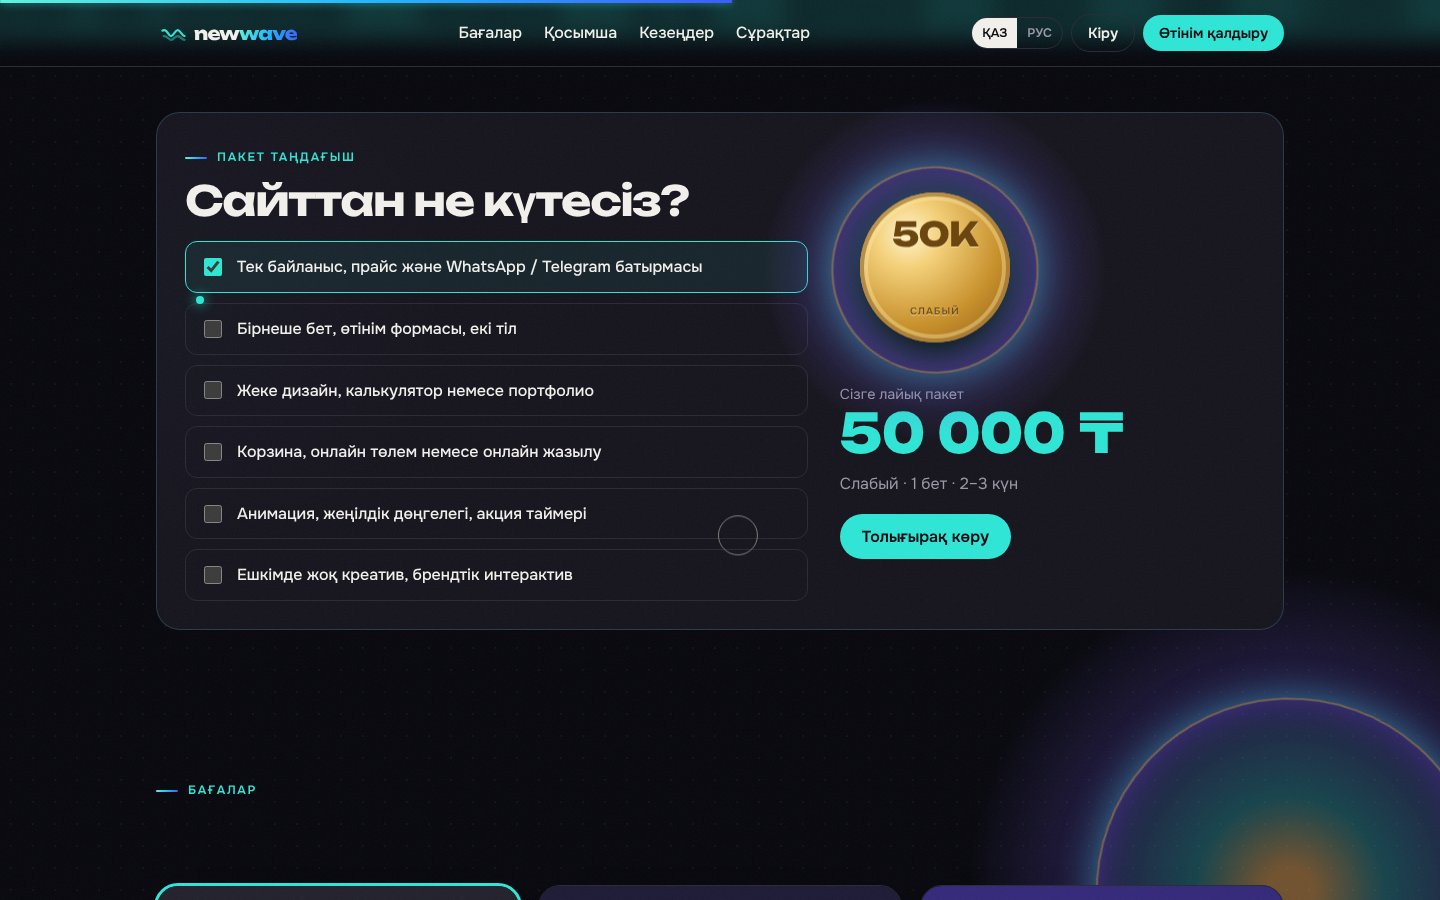 newwave
Бағалар Қосымша Кезеңдер Сұрақтар
ҚАЗ РУС Кіру Өтінім қалдыру
ПАКЕТ ТАҢДАҒЫШ
Сайттан не күтесіз?
Тек байланыс, прайс және WhatsApp / Telegram батырмасы
Бірнеше бет, өтінім формасы, екі тіл
Жеке дизайн, калькулятор немесе портфолио
Корзина, онлайн төлем немесе онлайн жазылу
Анимация, жеңілдік дөңгелегі, акция таймері
Ешкімде жоқ креатив, брендтік интерактив
50K
СЛАБЫЙ
Сізге лайық пакет
50 000 ₸
Слабый · 1 бет · 2–3 күн
Толығырақ көру
БАҒАЛАР